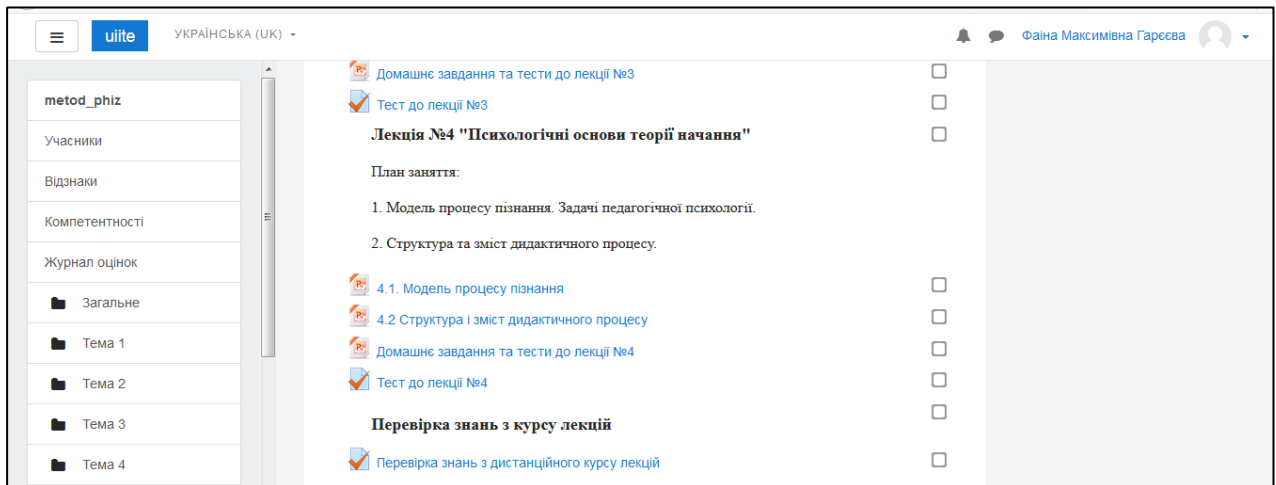 uiite
УКРАЇНСЬКА (UK)
Фаіна Максимівна Гарєєва
metod_phiz
Учасники
Відзнаки
Компетентності
Журнал оцінок
Загальне
Тема 1
Тема 2
Тема 3
Тема 4
Домашнє завдання та тести до лекції №3
Тест до лекції №3
Лекція №4 "Психологічні основи теорії начання"
План заняття:
1. Модель процесу пізнання. Задачі педагогічної психології.
2. Структура та зміст дидактичного процесу.
4.1. Модель процесу пізнання
4.2 Структура і зміст дидактичного процесу
Домашнє завдання та тести до лекції №4
Тест до лекції №4
Перевірка знань з курсу лекцій
Перевірка знань з дистанційного курсу лекцій